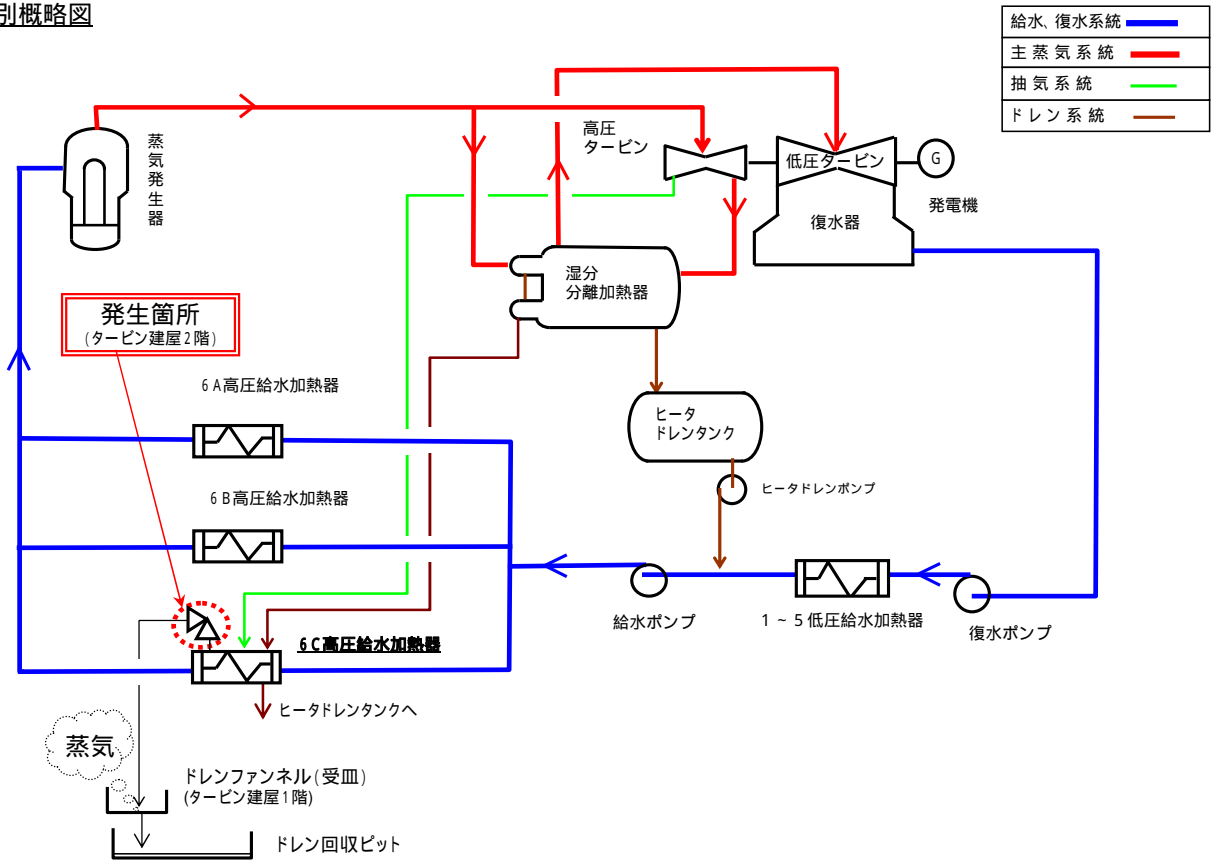 別概略図
給水、復水系統
主蒸気系統
抽気系統
ドレン系統
蒸気発生器
高圧
タービン
低圧タービン
G
発電機
復水器
湿分
分離加熱器
発生箇所
(タービン建屋2階)
6A高圧給水加熱器
ヒータ
ドレンタンク
6B高圧給水加熱器
ヒータドレンポンプ
給水ポンプ
1~5低圧給水加熱器
復水ポンプ
6C高圧給水加熱器
ヒータドレンタンクへ
蒸気
ドレンファンネル(受皿)
(タービン建屋1階)
ドレン回収ピット